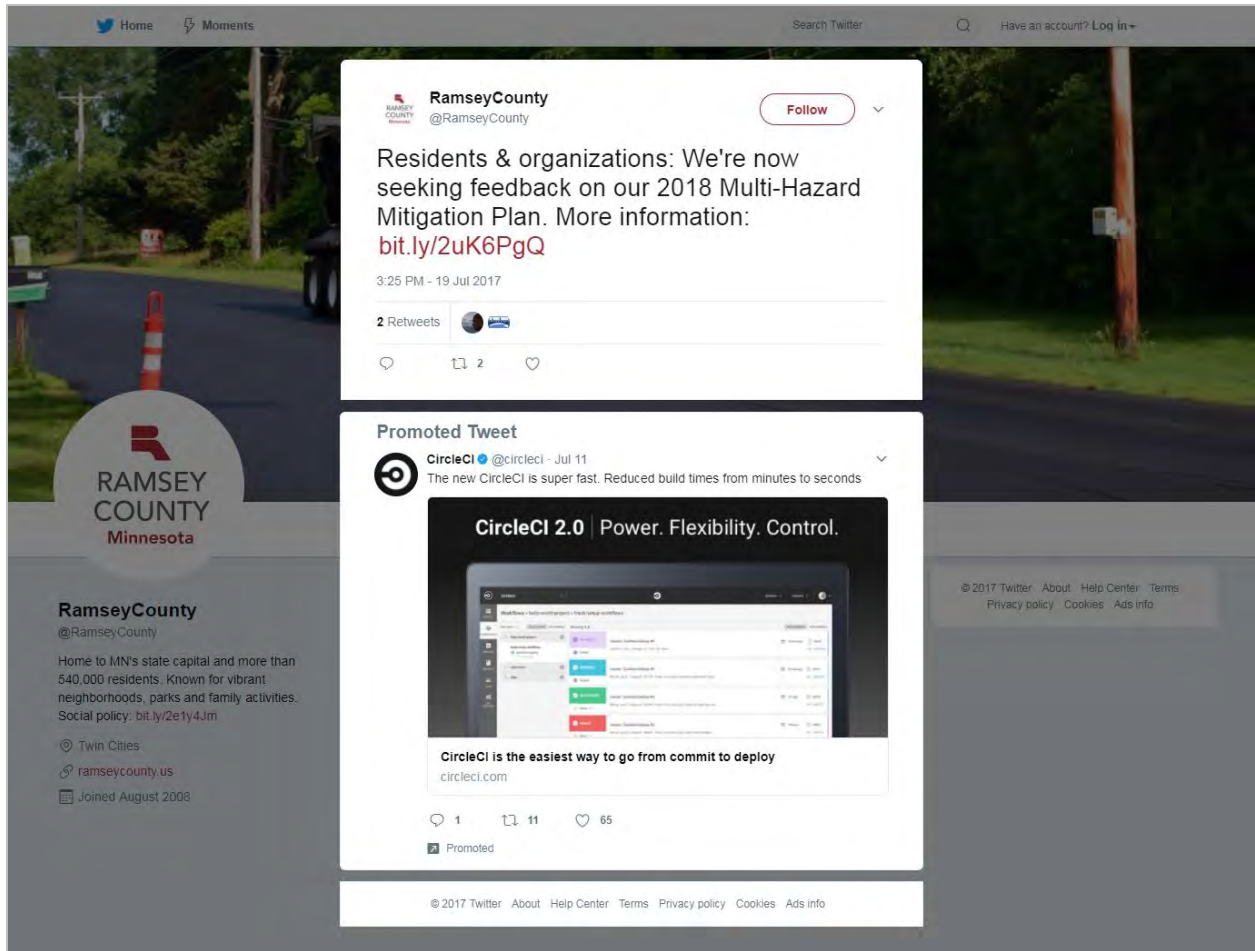 Home Moments Search Twitter Have an account? Log in
RAMSEY
COUNTY
Minnesota
RamseyCounty
@RamseyCounty
Follow
Residents & organizations: We're now
seeking feedback on our 2018 Multi-Hazard
Mitigation Plan. More information:
bit.ly/2uK6PgQ
3:25 PM - 19 Jul 2017
2 Retweets
2
Promoted Tweet
CircleCI @circleci - Jul 11
The new CircleCI is super fast. Reduced build times from minutes to seconds
CircleCI 2.0 | Power. Flexibility. Control.
CircleCI is the easiest way to go from commit to deploy
circleci.com
1 11 65
Promoted
© 2017 Twitter About Help Center Terms Privacy policy Cookies Ads info
RAMSEY
COUNTY
Minnesota
RamseyCounty
@RamseyCounty
Home to MN's state capital and more than
540,000 residents. Known for vibrant
neighborhoods, parks and family activities.
Social policy: bit.ly/2e1y4Jm
Twin Cities
ramseycounty.us
Joined August 2008
© 2017 Twitter About Help Center Terms
Privacy policy Cookies Ads info